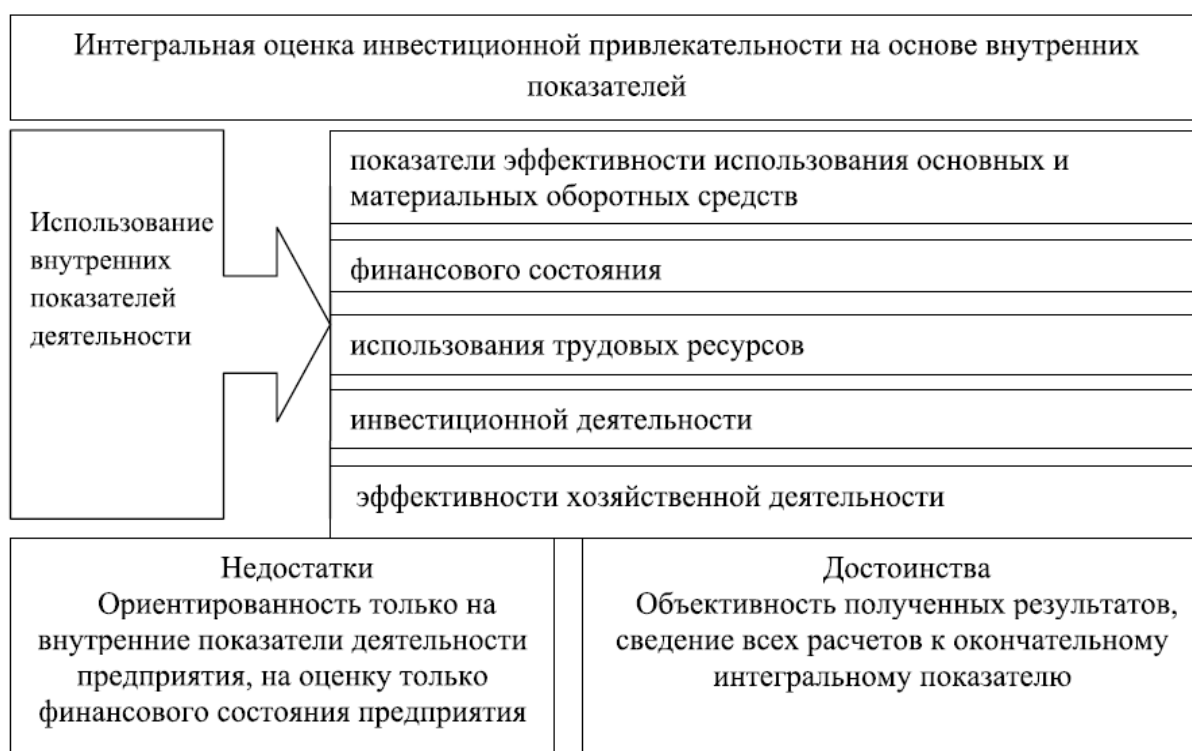 Интегральная оценка инвестиционной привлекательности на основе внутренних
показателей
Использование
внутренних
показателей
деятельности
показатели эффективности использования основных и
материальных оборотных средств
финансового состояния
использования трудовых ресурсов
инвестиционной деятельности
эффективности хозяйственной деятельности
Недостатки
Ориентированность только на
внутренние показатели деятельности
предприятия, на оценку только
финансового состояния предприятия
Достоинства
Объективность полученных результатов,
сведение всех расчетов к окончательному
интегральному показателю